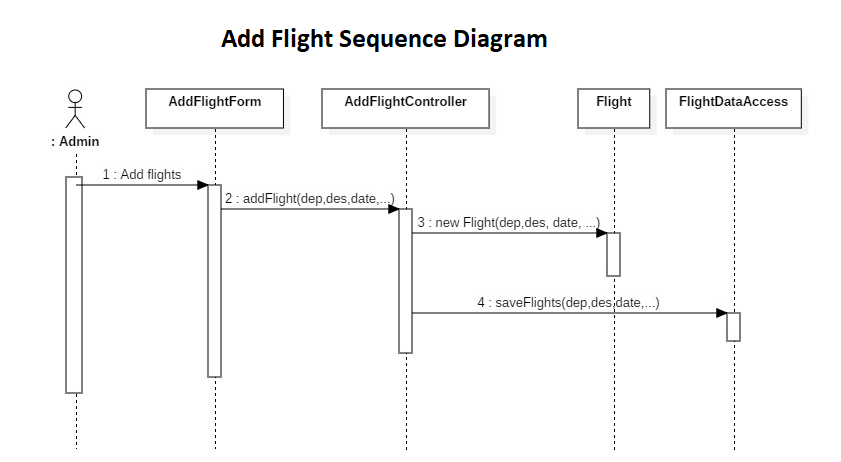 Add Flight Sequence Diagram
AddFlightForm
AddFlightController
Flight
FlightDataAccess
: Admin
1 : Add flights
2 : addFlight(dep,des,date,...)
3 : new Flight(dep,des, date, ...)
4 : saveFlights(dep,des,date,...)